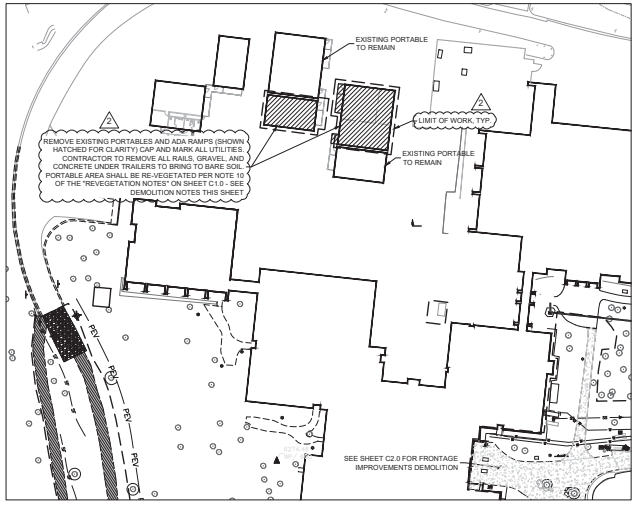 EXISTING PORTABLE
TO REMAIN
2
2
LIMIT OF WORK, TYP.
REMOVE EXISTING PORTABLES AND ADA RAMPS (SHOWN
HATCHED FOR CLARITY) CAP AND MARK ALL UTILITIES.
CONTRACTOR TO REMOVE ALL RAILS, GRAVEL, AND
CONCRETE UNDER TRAILERS TO BRING TO BARE SOIL
PORTABLE AREA SHALL BE RE-VEGETATED PER NOTE 10
OF THE "REVEGETATION NOTES" ON SHEET C1.0 - SEE
DEMOLITION NOTES THIS SHEET
EXISTING PORTABLE
TO REMAIN
PEV
PEV
PEV
PEV
SEE SHEET C2.0 FOR FRONTAGE
IMPROVEMENTS DEMOLITION